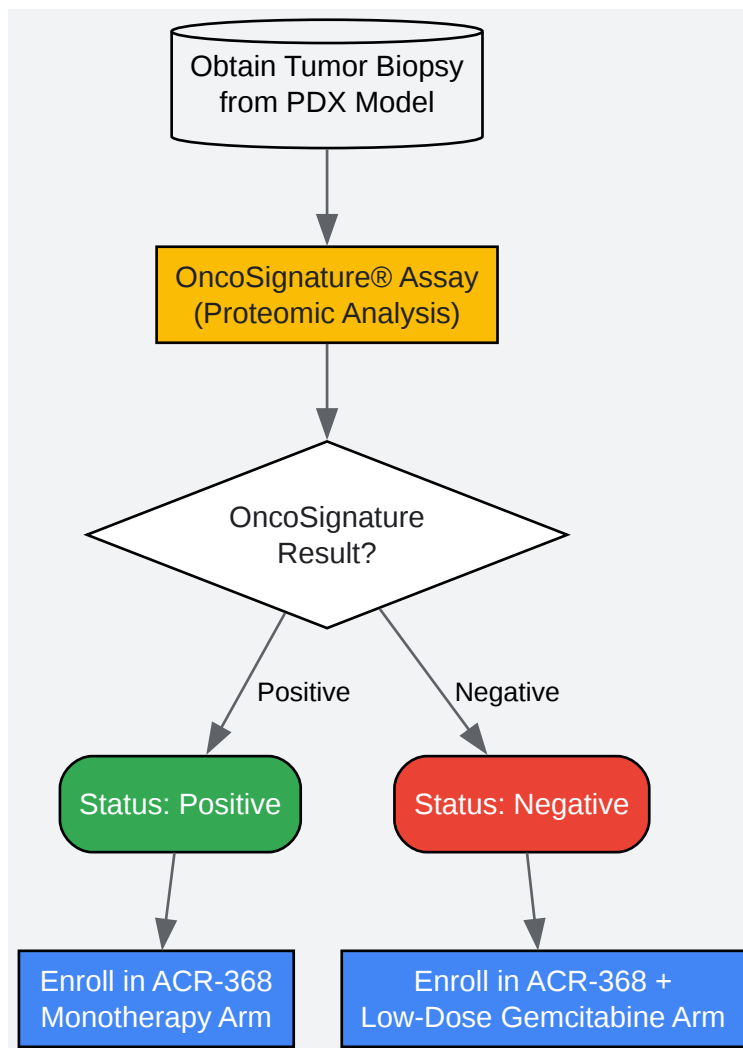 Obtain Tumor Biopsy
from PDX Model
OncoSignature® Assay
(Proteomic Analysis)
OncoSignature
Result?
Positive
Negative
Status: Positive
Status: Negative
Enroll in ACR-368
Monotherapy Arm
Enroll in ACR-368 +
Low-Dose Gemcitabine Arm